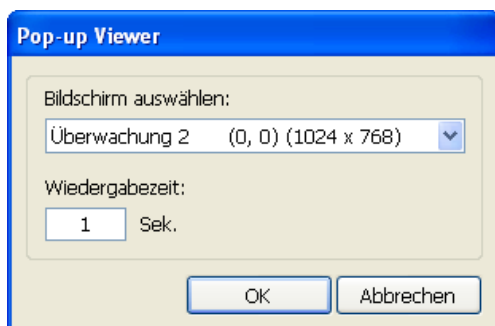 Pop-up Viewer
Bildschirm auswählen:
Überwachung 2 (0, 0) (1024 x 768)
Wiedergabezeit:
1 Sek.
OK Abbrechen